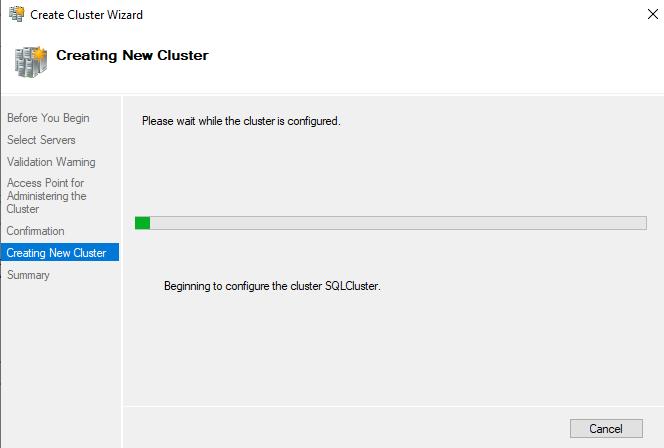 Create Cluster Wizard
Creating New Cluster
Before You Begin
Select Servers
Validation Warning
Access Point for
Administering the
Cluster
Confirmation
Creating New Cluster
Summary
Please wait while the cluster is configured.
Beginning to configure the cluster SQLCluster.
Cancel